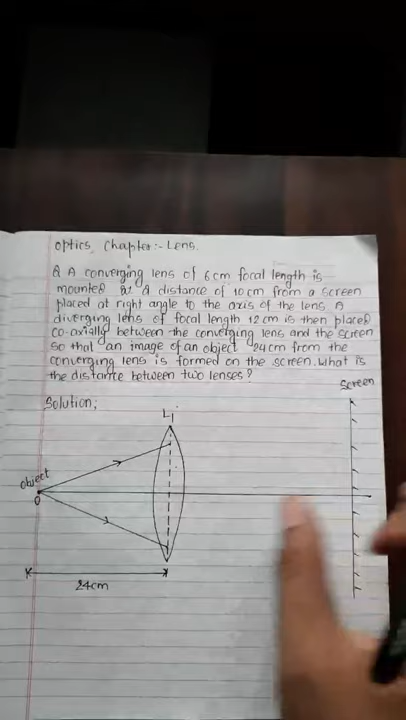 Optics, Chapter:- Lens.
Q A converging lens of 6cm focal length is
mounted at a distance of 10cm from a screen
placed at right angle to the axis of the lens A
diverging lens of focal length 12cm is then placed
co-axially between the converging lens and the screen
so that an image of an object 24cm from the
converging lens is formed on the screen. What is
the distance between two lenses?
Screen
Solution;
L1
Object
O
24cm